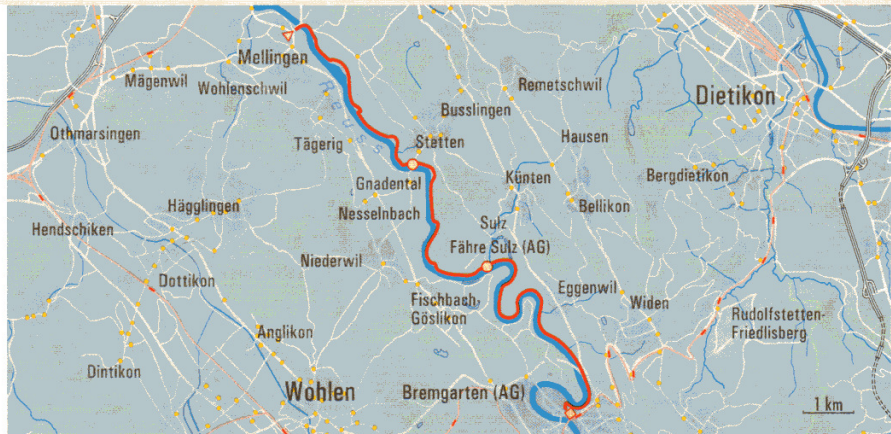 Mellingen
Mägenwil
Wohlenschwil
Reuss
Remetschwil
Busslingen
Dietikon
Othmarsingen
Tägerig
Stetten
Hausen
Künten
Bergdietikon
Gnadental
Hägglingen
Nesselnbach
Bellikon
Hendschiken
Sulz
Fähre Sulz (AG)
Niederwil
Dottikon
Eggenwil
Fischbach-
Göslikon
Widen
Rudolfstetten-
Friedlisberg
Anglikon
Dintikon
Wohlen
Bremgarten (AG)
1 km